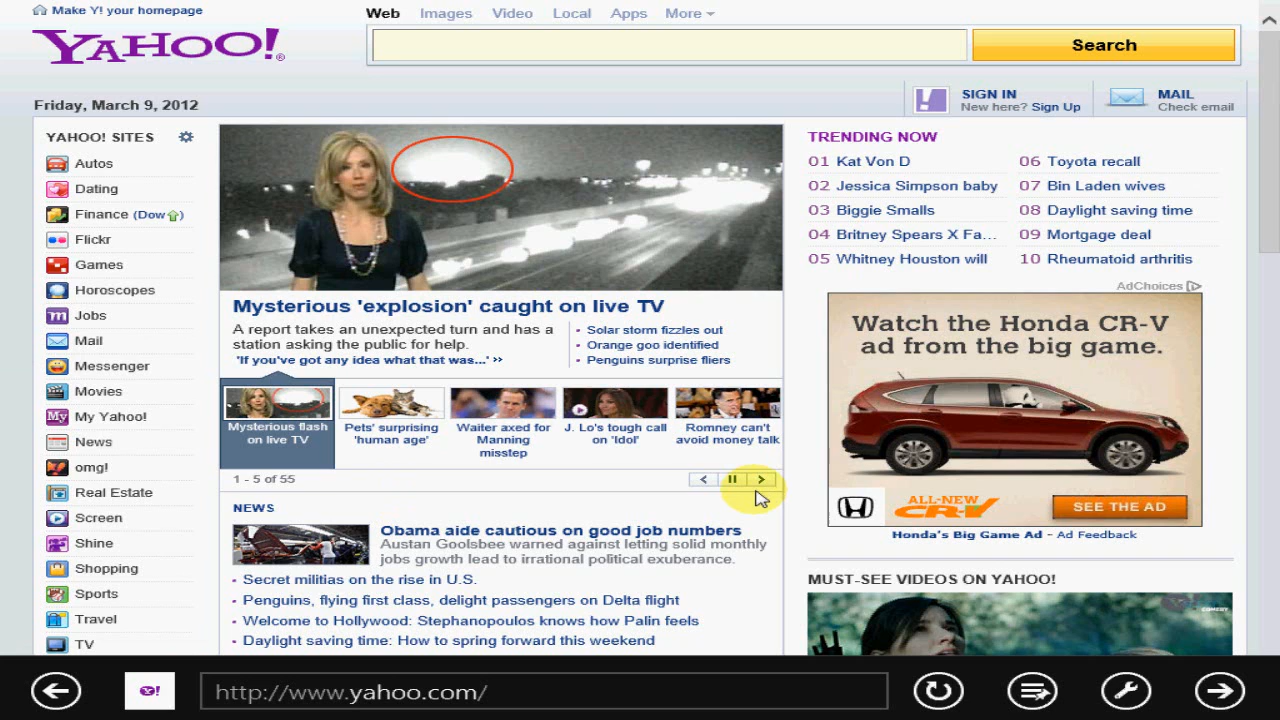 Make Y! your homepage
YAHOO!
Web Images Video Local Apps More
Search
Friday, March 9, 2012
SIGN IN
New here? Sign Up
MAIL
Check email
YAHOO! SITES
Autos
Dating
Finance (Dow)
Flickr
Games
Horoscopes
Jobs
Mail
Messenger
Movies
My Yahoo!
News
omg!
Real Estate
Screen
Shine
Shopping
Sports
Travel
TV
Mysterious 'explosion' caught on live TV
A report takes an unexpected turn and has a
station asking the public for help.
'If you've got any idea what that was...' »
• Solar storm fizzles out
• Orange goo identified
• Penguins surprise fliers
Mysterious flash
on live TV
Pets' surprising
'human age'
Waiter axed for
Manning
misstep
J. Lo's tough call
on 'Idol'
Romney can't
avoid money talk
1 - 5 of 55
NEWS
Obama aide cautious on good job numbers
Austan Goolsbee warned against letting solid monthly
jobs growth lead to irrational political exuberance.
• Secret militias on the rise in U.S.
• Penguins, flying first class, delight passengers on Delta flight
• Welcome to Hollywood: Stephanopoulos knows how Palin feels
• Daylight saving time: How to spring forward this weekend
TRENDING NOW
01 Kat Von D
02 Jessica Simpson baby
03 Biggie Smalls
04 Britney Spears X Fa...
05 Whitney Houston will
06 Toyota recall
07 Bin Laden wives
08 Daylight saving time
09 Mortgage deal
10 Rheumatoid arthritis
AdChoices
Watch the Honda CR-V
ad from the big game.
ALL-NEW
CR-V
SEE THE AD
Honda's Big Game Ad - Ad Feedback
MUST-SEE VIDEOS ON YAHOO!
Y!
http://www.yahoo.com/